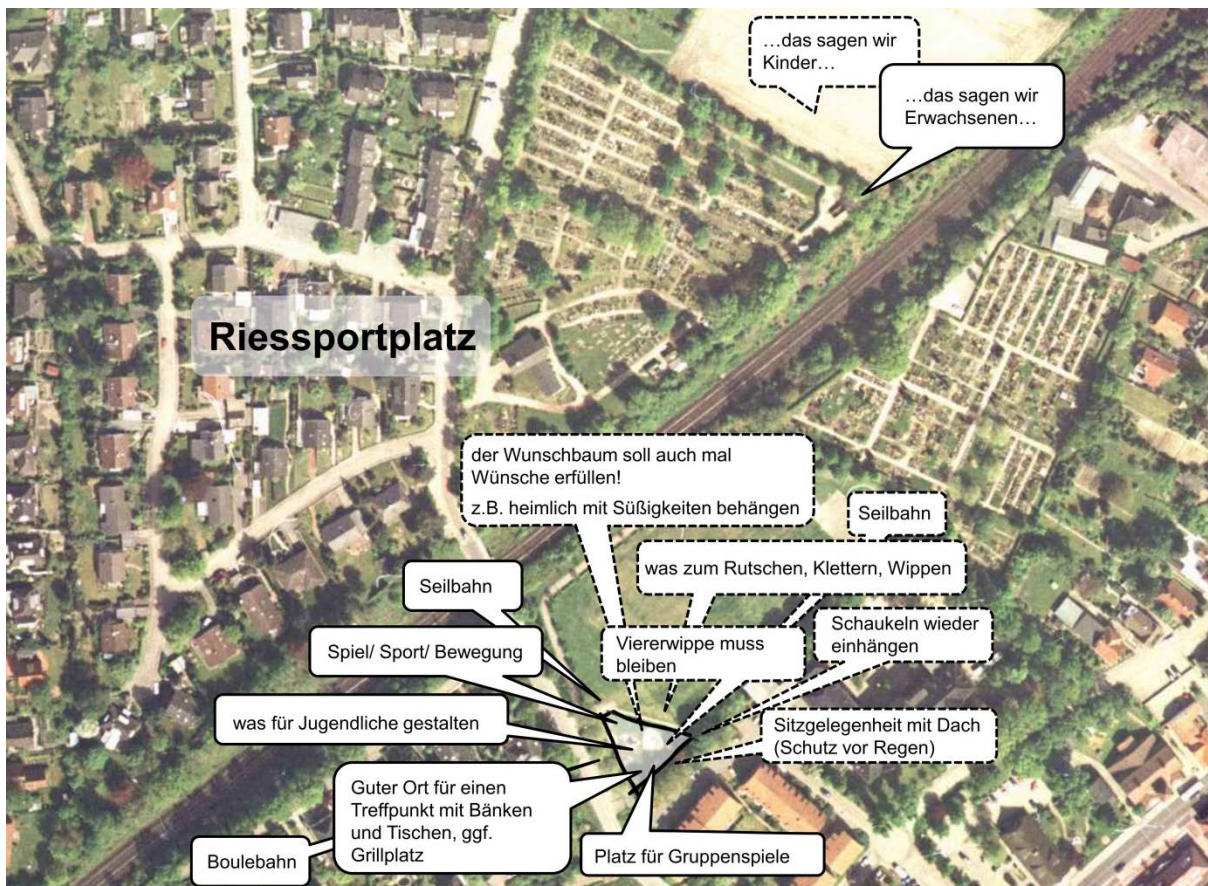 …das sagen wir
Kinder…
…das sagen wir
Erwachsenen…
Riessportplatz
der Wunschbaum soll auch mal
Wünsche erfüllen!
z.B. heimlich mit Süßigkeiten behängen
Seilbahn
was zum Rutschen, Klettern, Wippen
Seilbahn
Schaukeln wieder
einhängen
Viererwippe muss
bleiben
Spiel/ Sport/ Bewegung
was für Jugendliche gestalten
Sitzgelegenheit mit Dach
(Schutz vor Regen)
Guter Ort für einen
Treffpunkt mit Bänken
und Tischen, ggf.
Grillplatz
Boulebahn
Platz für Gruppenspiele